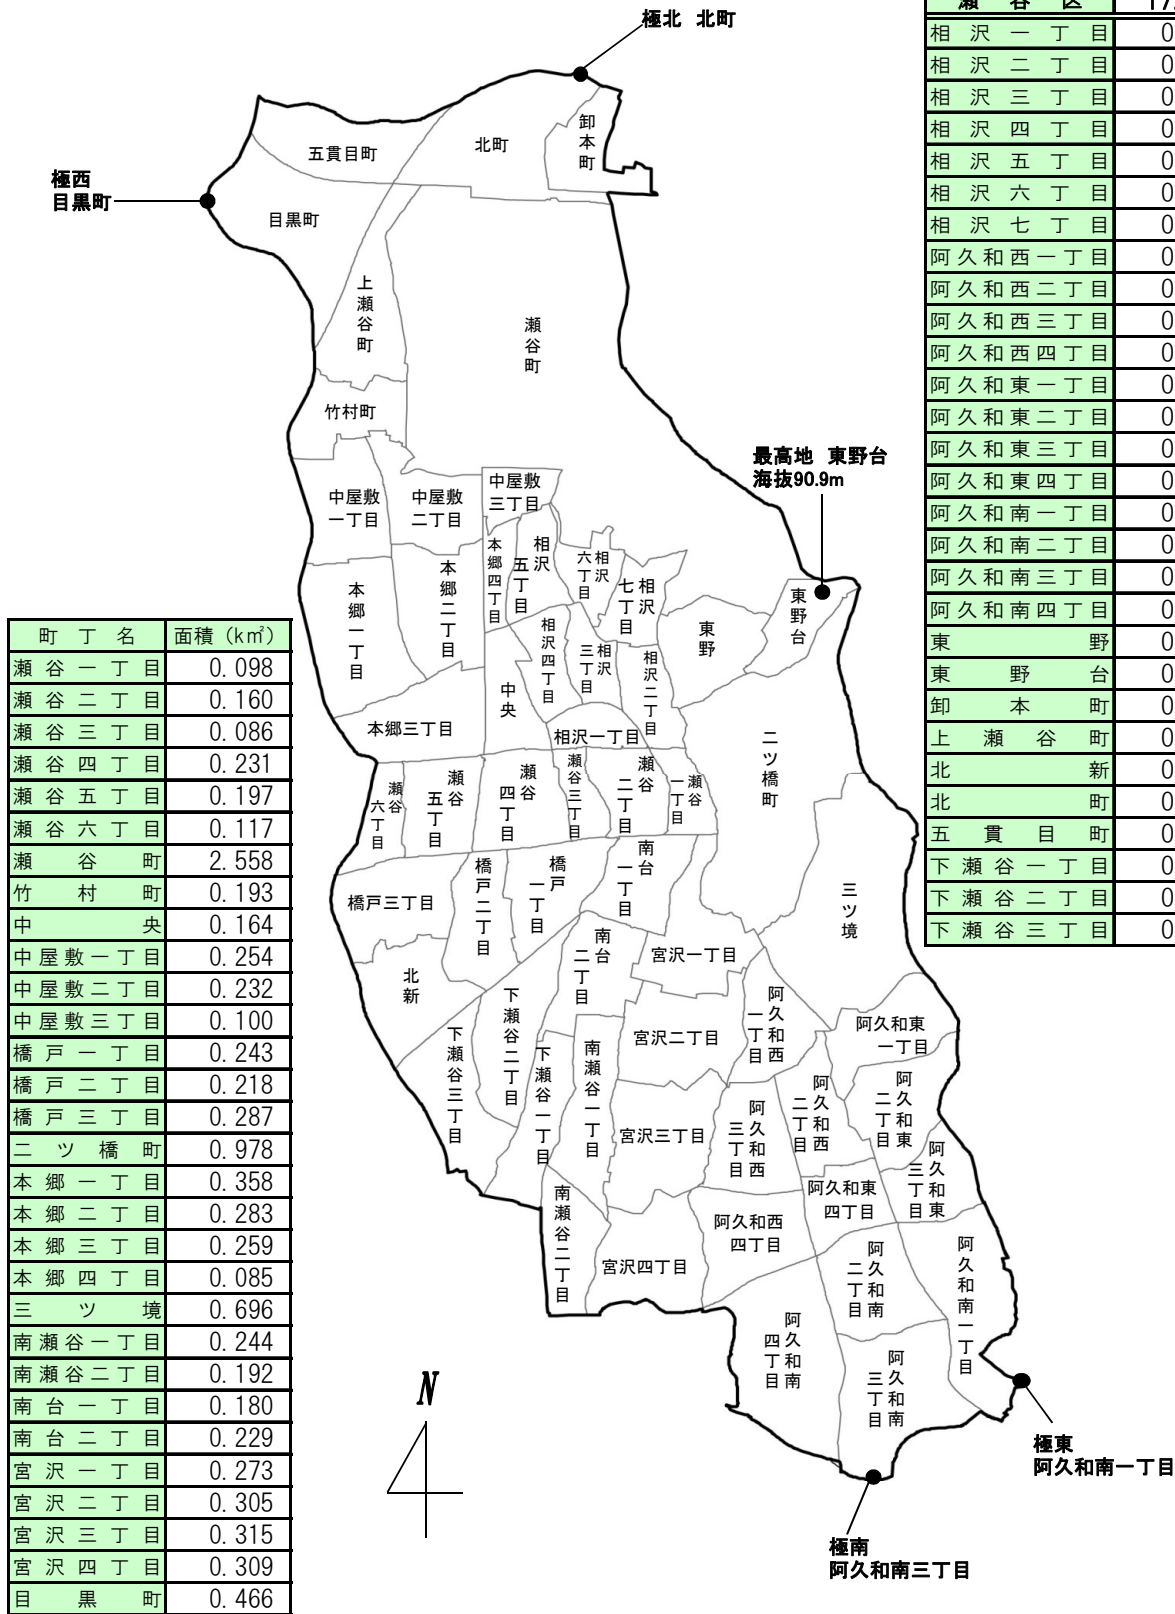 瀬谷区 17.
相沢一丁目 0
相沢二丁目 0
相沢三丁目 0
相沢四丁目 0
相沢五丁目 0
相沢六丁目 0
相沢七丁目 0
阿久和西一丁目 0
阿久和西二丁目 0
阿久和西三丁目 0
阿久和西四丁目 0
阿久和東一丁目 0
阿久和東二丁目 0
阿久和東三丁目 0
阿久和東四丁目 0
阿久和南一丁目 0
阿久和南二丁目 0
阿久和南三丁目 0
阿久和南四丁目 0
東野 0
東野台 0
卸本町 0
上瀬谷町 0
北新 0
北町 0
五貫目町 0
下瀬谷一丁目 0
下瀬谷二丁目 0
下瀬谷三丁目 0
極北 北町
極西
目黒町
最高地 東野台
海抜90.9m
五貫目町
北町
卸本町
目黒町
上瀬谷町
瀬谷町
竹村町
中屋敷
一丁目
中屋敷
二丁目
中屋敷
三丁目
本郷一丁目
本郷二丁目
本郷四丁目
相沢
五丁目
相沢
六丁目
相沢
七丁目
東野
東野台
相沢四丁目
相沢
三丁目
相沢二丁目
中央
本郷三丁目
相沢一丁目
二ツ橋町
瀬谷
六丁目
瀬谷
五丁目
瀬谷
四丁目
瀬谷三丁目
瀬谷
二丁目
瀬谷
一丁目
橋戸三丁目
橋戸二丁目
橋戸
一丁目
南台
一丁目
三ツ境
北新
南台
二丁目
宮沢一丁目
下瀬谷三丁目
下瀬谷二丁目
下瀬谷一丁目
南瀬谷一丁目
宮沢二丁目
阿久和西
一丁目
阿久和東
一丁目
宮沢三丁目
阿久和西
三丁目
阿久和西
二丁目
阿久和東
二丁目
阿久和東
三丁目
南瀬谷二丁目
宮沢四丁目
阿久和西
四丁目
阿久和東
四丁目
阿久和南
二丁目
阿久和南一丁目
阿久和南
四丁目
阿久和南
三丁目
極東
阿久和南一丁目
極南
阿久和南三丁目
N
町丁名 面積(㎢)
瀬谷一丁目 0.098
瀬谷二丁目 0.160
瀬谷三丁目 0.086
瀬谷四丁目 0.231
瀬谷五丁目 0.197
瀬谷六丁目 0.117
瀬谷町 2.558
竹村町 0.193
中央 0.164
中屋敷一丁目 0.254
中屋敷二丁目 0.232
中屋敷三丁目 0.100
橋戸一丁目 0.243
橋戸二丁目 0.218
橋戸三丁目 0.287
二ツ橋町 0.978
本郷一丁目 0.358
本郷二丁目 0.283
本郷三丁目 0.259
本郷四丁目 0.085
三ツ境 0.696
南瀬谷一丁目 0.244
南瀬谷二丁目 0.192
南台一丁目 0.180
南台二丁目 0.229
宮沢一丁目 0.273
宮沢二丁目 0.305
宮沢三丁目 0.315
宮沢四丁目 0.309
目黒町 0.466